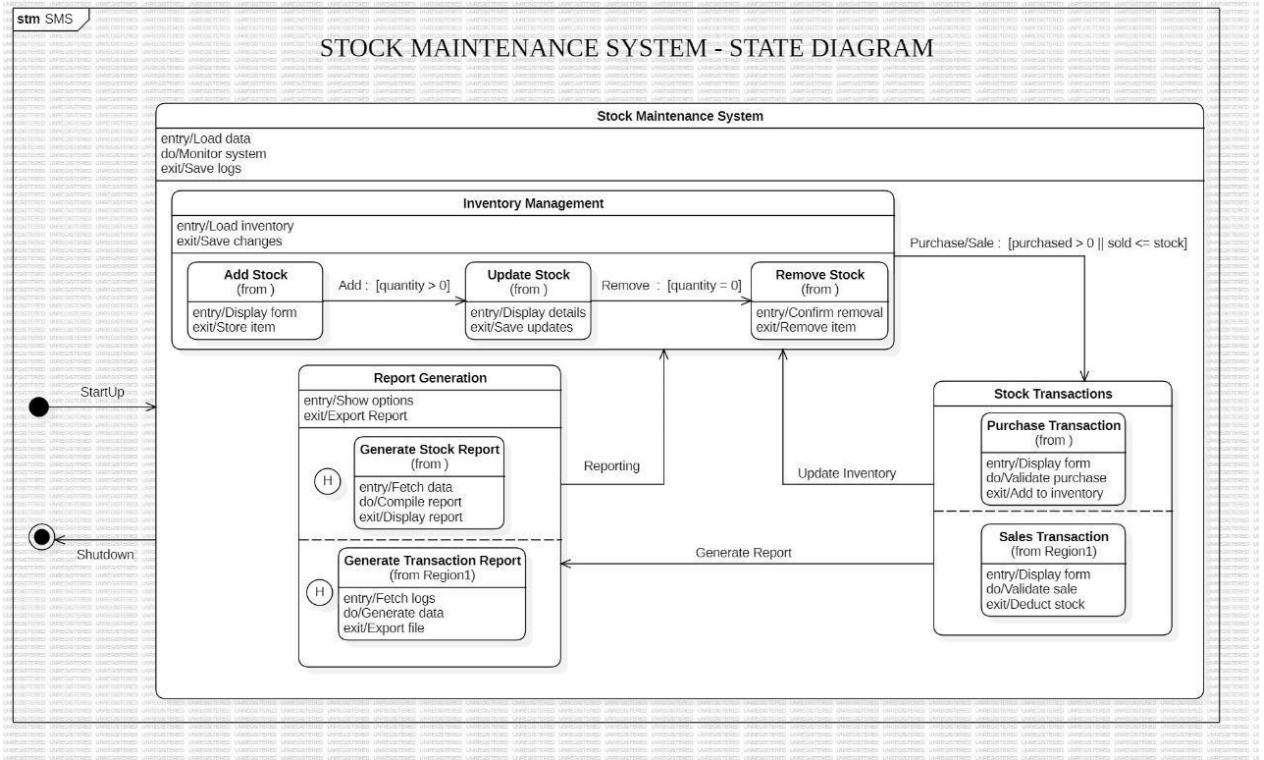 stm SMS
STOCK MAINTENANCE SYSTEM - STATE DIAGRAM
Stock Maintenance System
entry/Load data
do/Monitor system
exit/Save logs
Inventory Management
entry/Load inventory
exit/Save changes
Add Stock
(from )
entry/Display form
exit/Store item
Add : [quantity > 0]
Update Stock
(from )
entry/Display details
exit/Save updates
Remove : [quantity = 0]
Remove Stock
(from )
entry/Confirm removal
exit/Remove item
Purchase/Sale : [purchased > 0 || sold <= stock]
StartUp
Shutdown
Report Generation
entry/Show options
exit/Export Report
H
Generate Stock Report
(from )
entry/Fetch data
do/Compile report
exit/Display report
H
Generate Transaction Report
(from Region1)
entry/Fetch logs
do/Generate data
exit/Export file
Reporting
Update Inventory
Generate Report
Stock Transactions
Purchase Transaction
(from )
entry/Display form
do/Validate purchase
exit/Add to inventory
Sales Transaction
(from Region1)
entry/Display form
do/Validate sale
exit/Deduct stock
UNREGISTERED